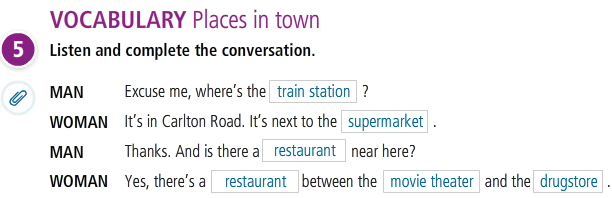 VOCABULARY Places in town
5 Listen and complete the conversation.
MAN Excuse me, where's the train station ?
WOMAN It's in Carlton Road. It's next to the supermarket .
MAN Thanks. And is there a restaurant near here?
WOMAN Yes, there's a restaurant between the movie theater and the drugstore .